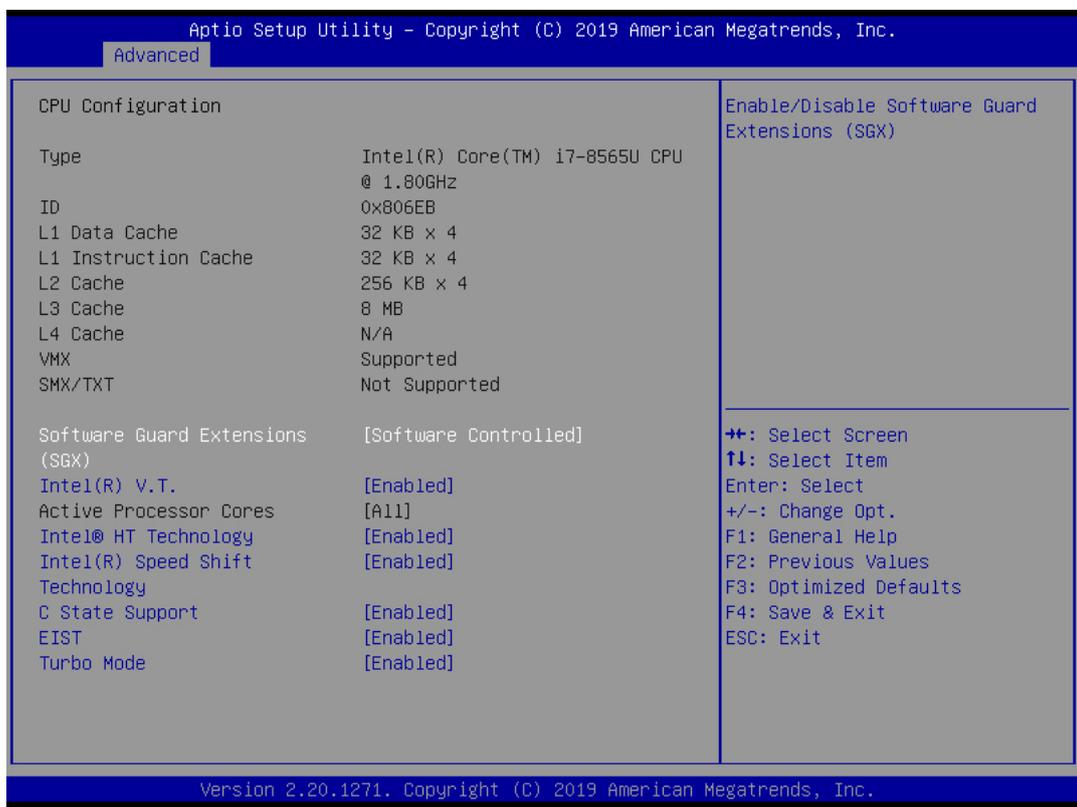 Aptio Setup Utility – Copyright (C) 2019 American Megatrends, Inc.
Advanced
CPU Configuration
Type Intel(R) Core(TM) i7-8565U CPU
@ 1.80GHz
ID 0x806EB
L1 Data Cache 32 KB x 4
L1 Instruction Cache 32 KB x 4
L2 Cache 256 KB x 4
L3 Cache 8 MB
L4 Cache N/A
VMX Supported
SMX/TXT Not Supported
Software Guard Extensions [Software Controlled]
(SGX)
Intel(R) V.T. [Enabled]
Active Processor Cores [All]
Intel® HT Technology [Enabled]
Intel(R) Speed Shift [Enabled]
Technology
C State Support [Enabled]
EIST [Enabled]
Turbo Mode [Enabled]
Enable/Disable Software Guard
Extensions (SGX)
→←: Select Screen
↑↓: Select Item
Enter: Select
+/-: Change Opt.
F1: General Help
F2: Previous Values
F3: Optimized Defaults
F4: Save & Exit
ESC: Exit
Version 2.20.1271. Copyright (C) 2019 American Megatrends, Inc.